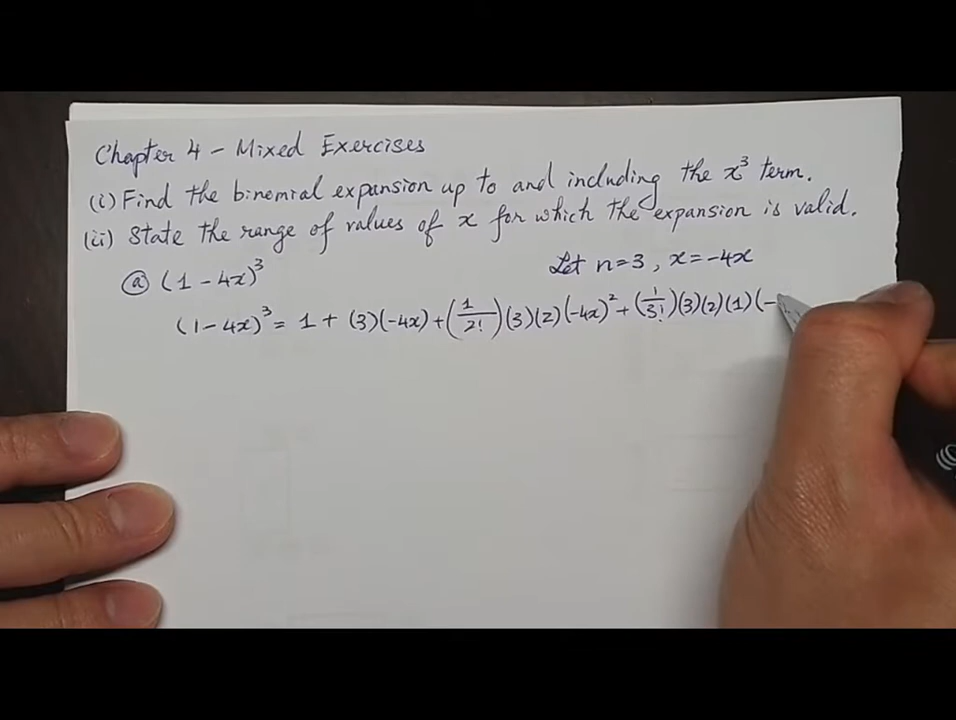 Chapter 4 - Mixed Exercises
(i) Find the binomial expansion up to and including the x³ term.
(ii) State the range of values of x for which the expansion is valid.
ⓐ (1 - 4x)³
Let n=3, x=-4x
(1-4x)³ = 1 + (3)(-4x) + (1/2!)(3)(2)(-4x)² + (1/3!)(3)(2)(1)(-